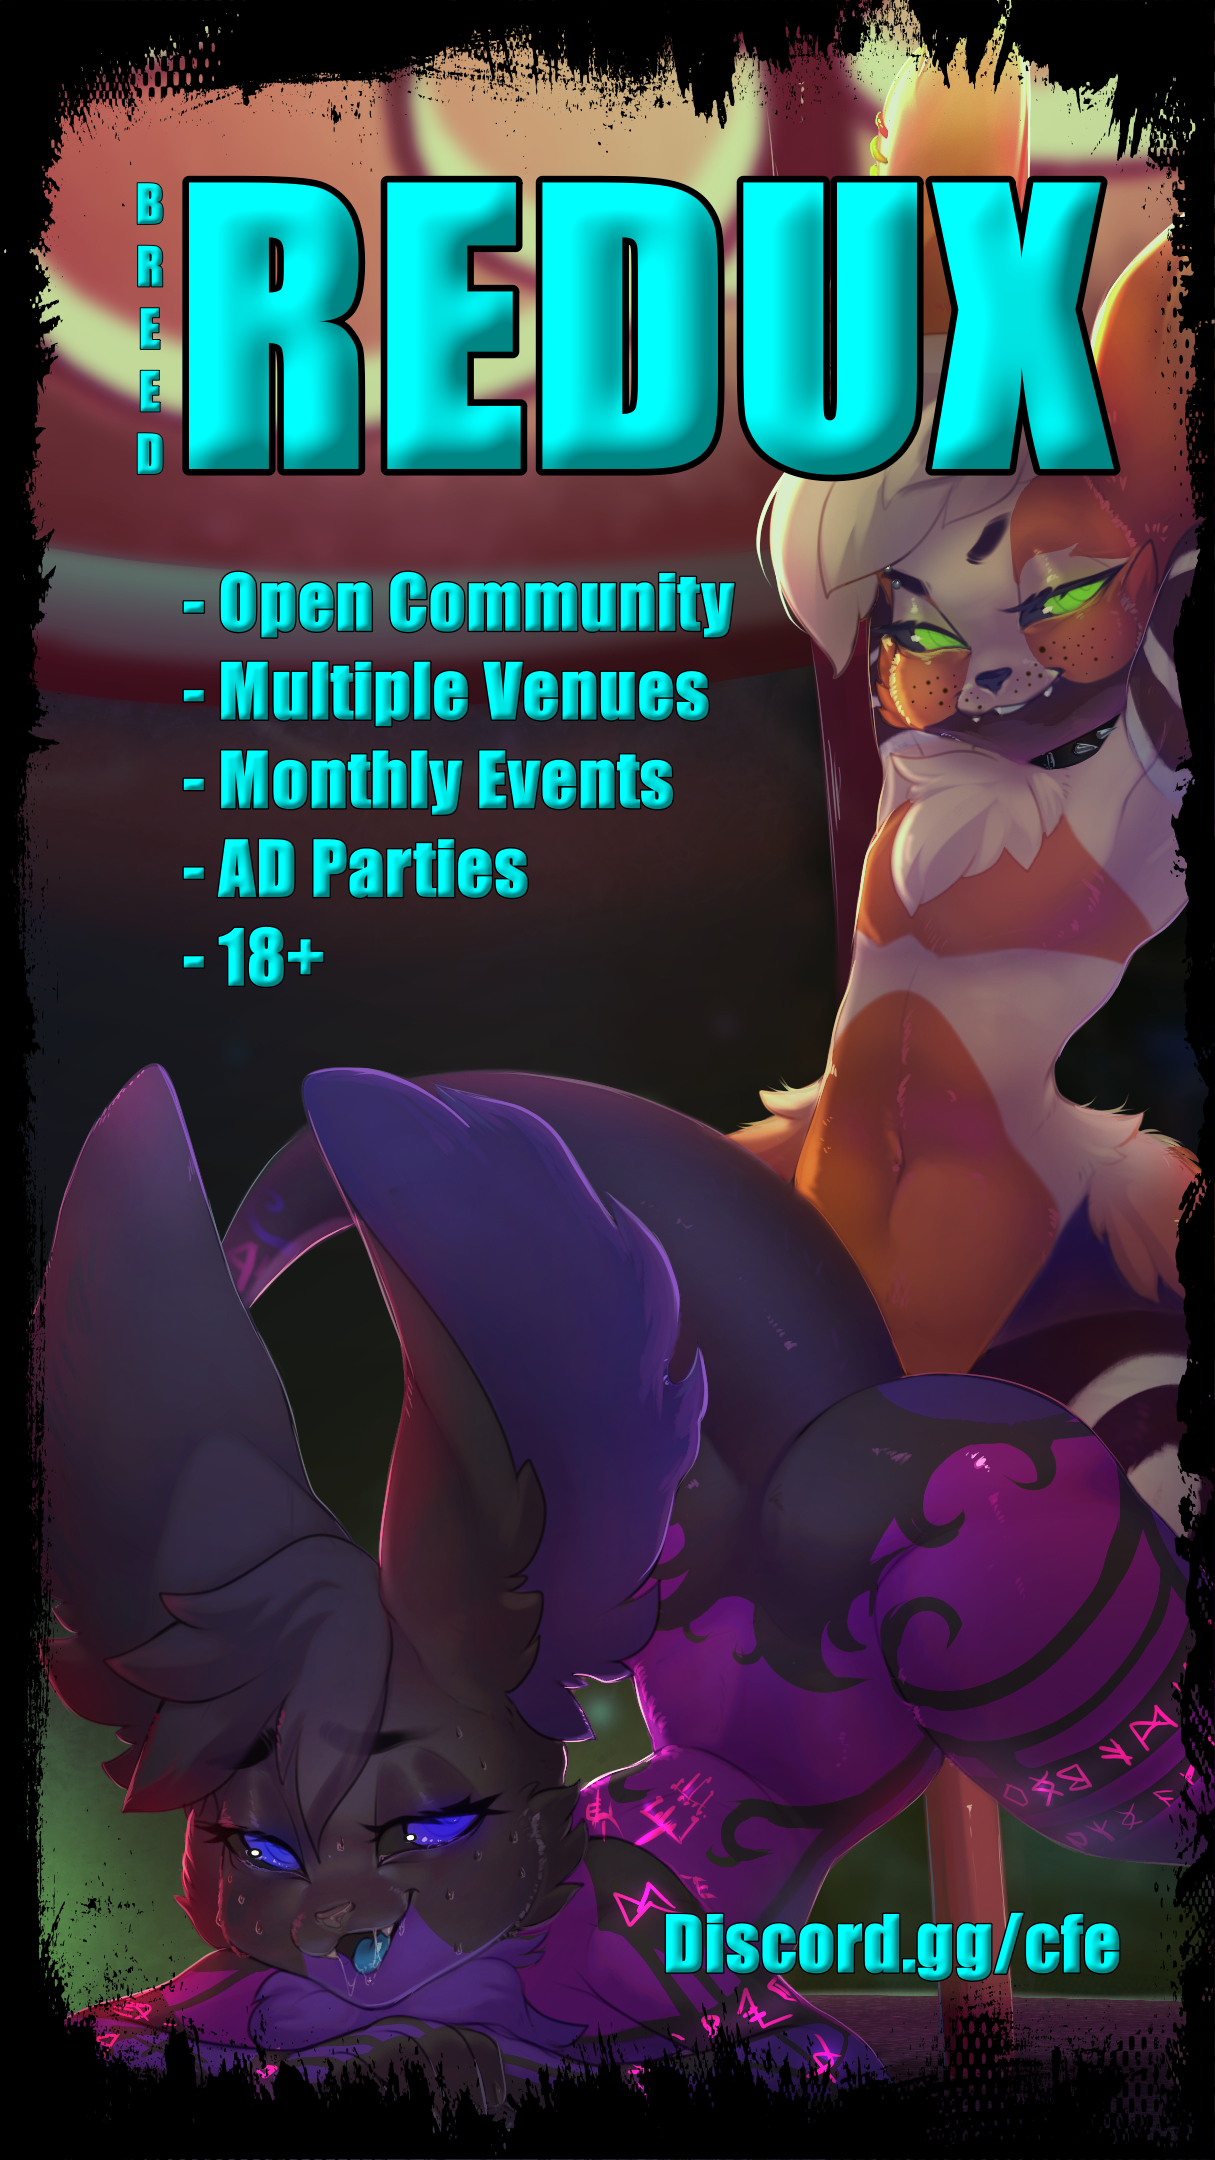 BREED
REDUX
- Open Community
- Multiple Venues
- Monthly Events
- AD Parties
- 18+
Discord.gg/cfe